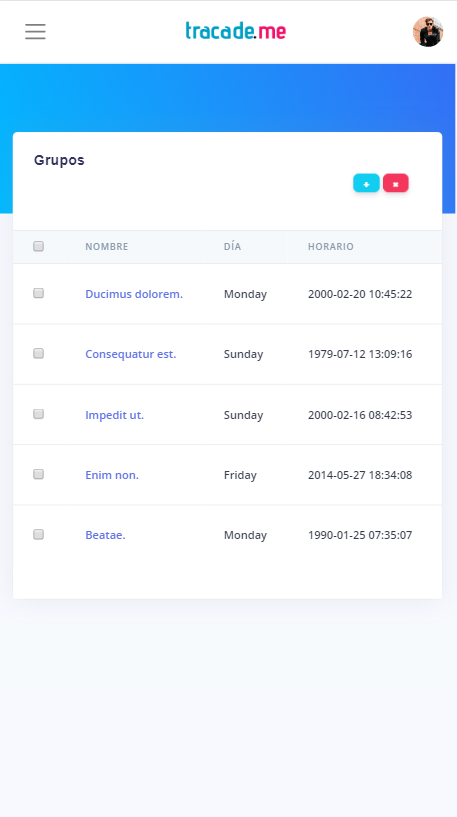 tracade.me
Grupos
NOMBRE DÍA HORARIO
Ducimus dolorem. Monday 2000-02-20 10:45:22
Consequatur est. Sunday 1979-07-12 13:09:16
Impedit ut. Sunday 2000-02-16 08:42:53
Enim non. Friday 2014-05-27 18:34:08
Beatae. Monday 1990-01-25 07:35:07